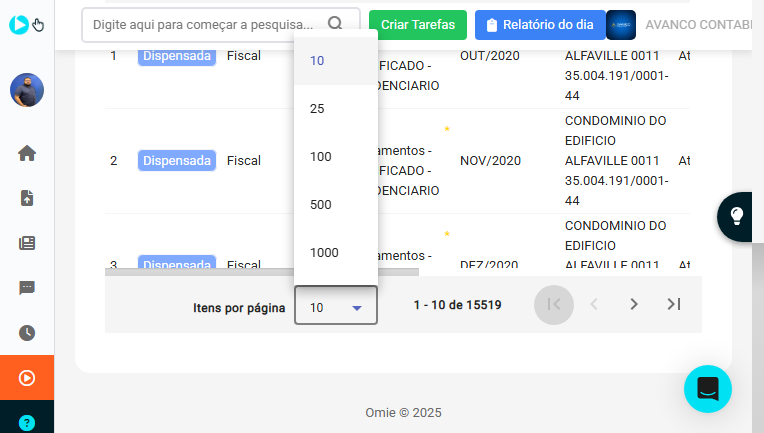 Digite aqui para começar a pesquisa...
Criar Tarefas
Relatório do dia
AVANCO CONTABI
1
Dispensada
Fiscal
FICADO -
DENCIARIO
OUT/2020
ALFAVILLE 0011
35.004.191/0001-
44
At
2
Dispensada
Fiscal
*
amentos -
FICADO -
DENCIARIO
NOV/2020
CONDOMINIO DO
EDIFICIO
ALFAVILLE 0011
35.004.191/0001-
44
At
3
Dispensada
Fiscal
*
amentos -
DEZ/2020
CONDOMINIO DO
EDIFICIO
ALFAVILLE 0011
At
10
25
100
500
1000
Itens por página
10
1 - 10 de 15519
Omie © 2025